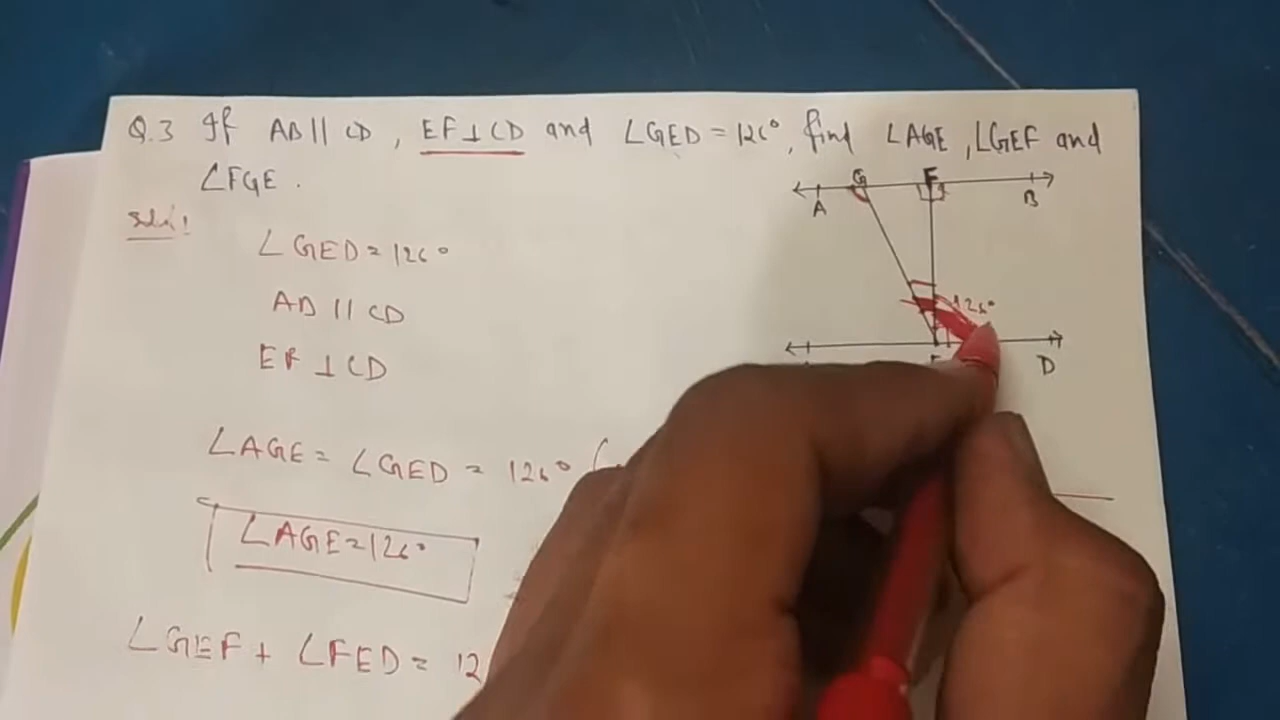 Q.3 If AB || CD , EF ⊥ CD and ∠GED = 126°, find ∠AGE , ∠GEF and
∠FGE .
G F
A B
Soln:
∠GED = 126°
126°
AB || CD
D
EF ⊥ CD
∠AGE = ∠GED = 126° (
∠AGE = 126°
∠GEF + ∠FED = 12